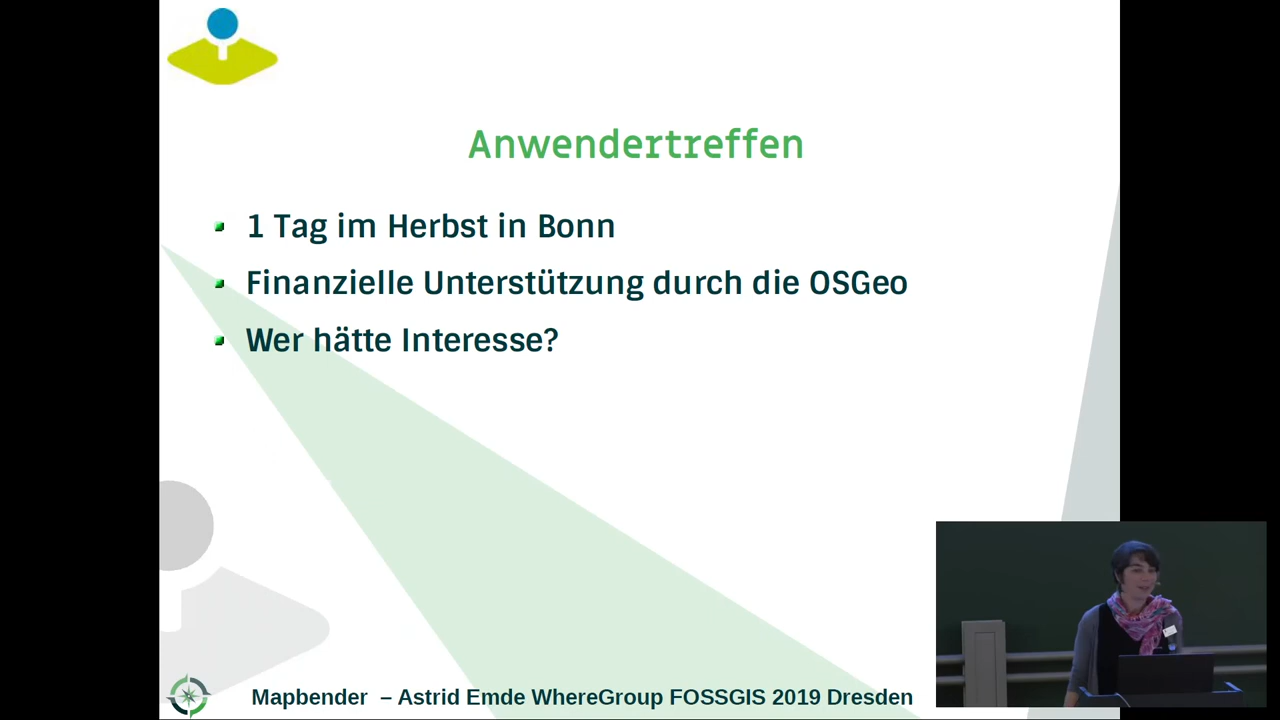 Anwendertreffen
1 Tag im Herbst in Bonn
Finanzielle Unterstützung durch die OSGeo
Wer hätte Interesse?
Mapbender – Astrid Emde WhereGroup FOSSGIS 2019 Dresden